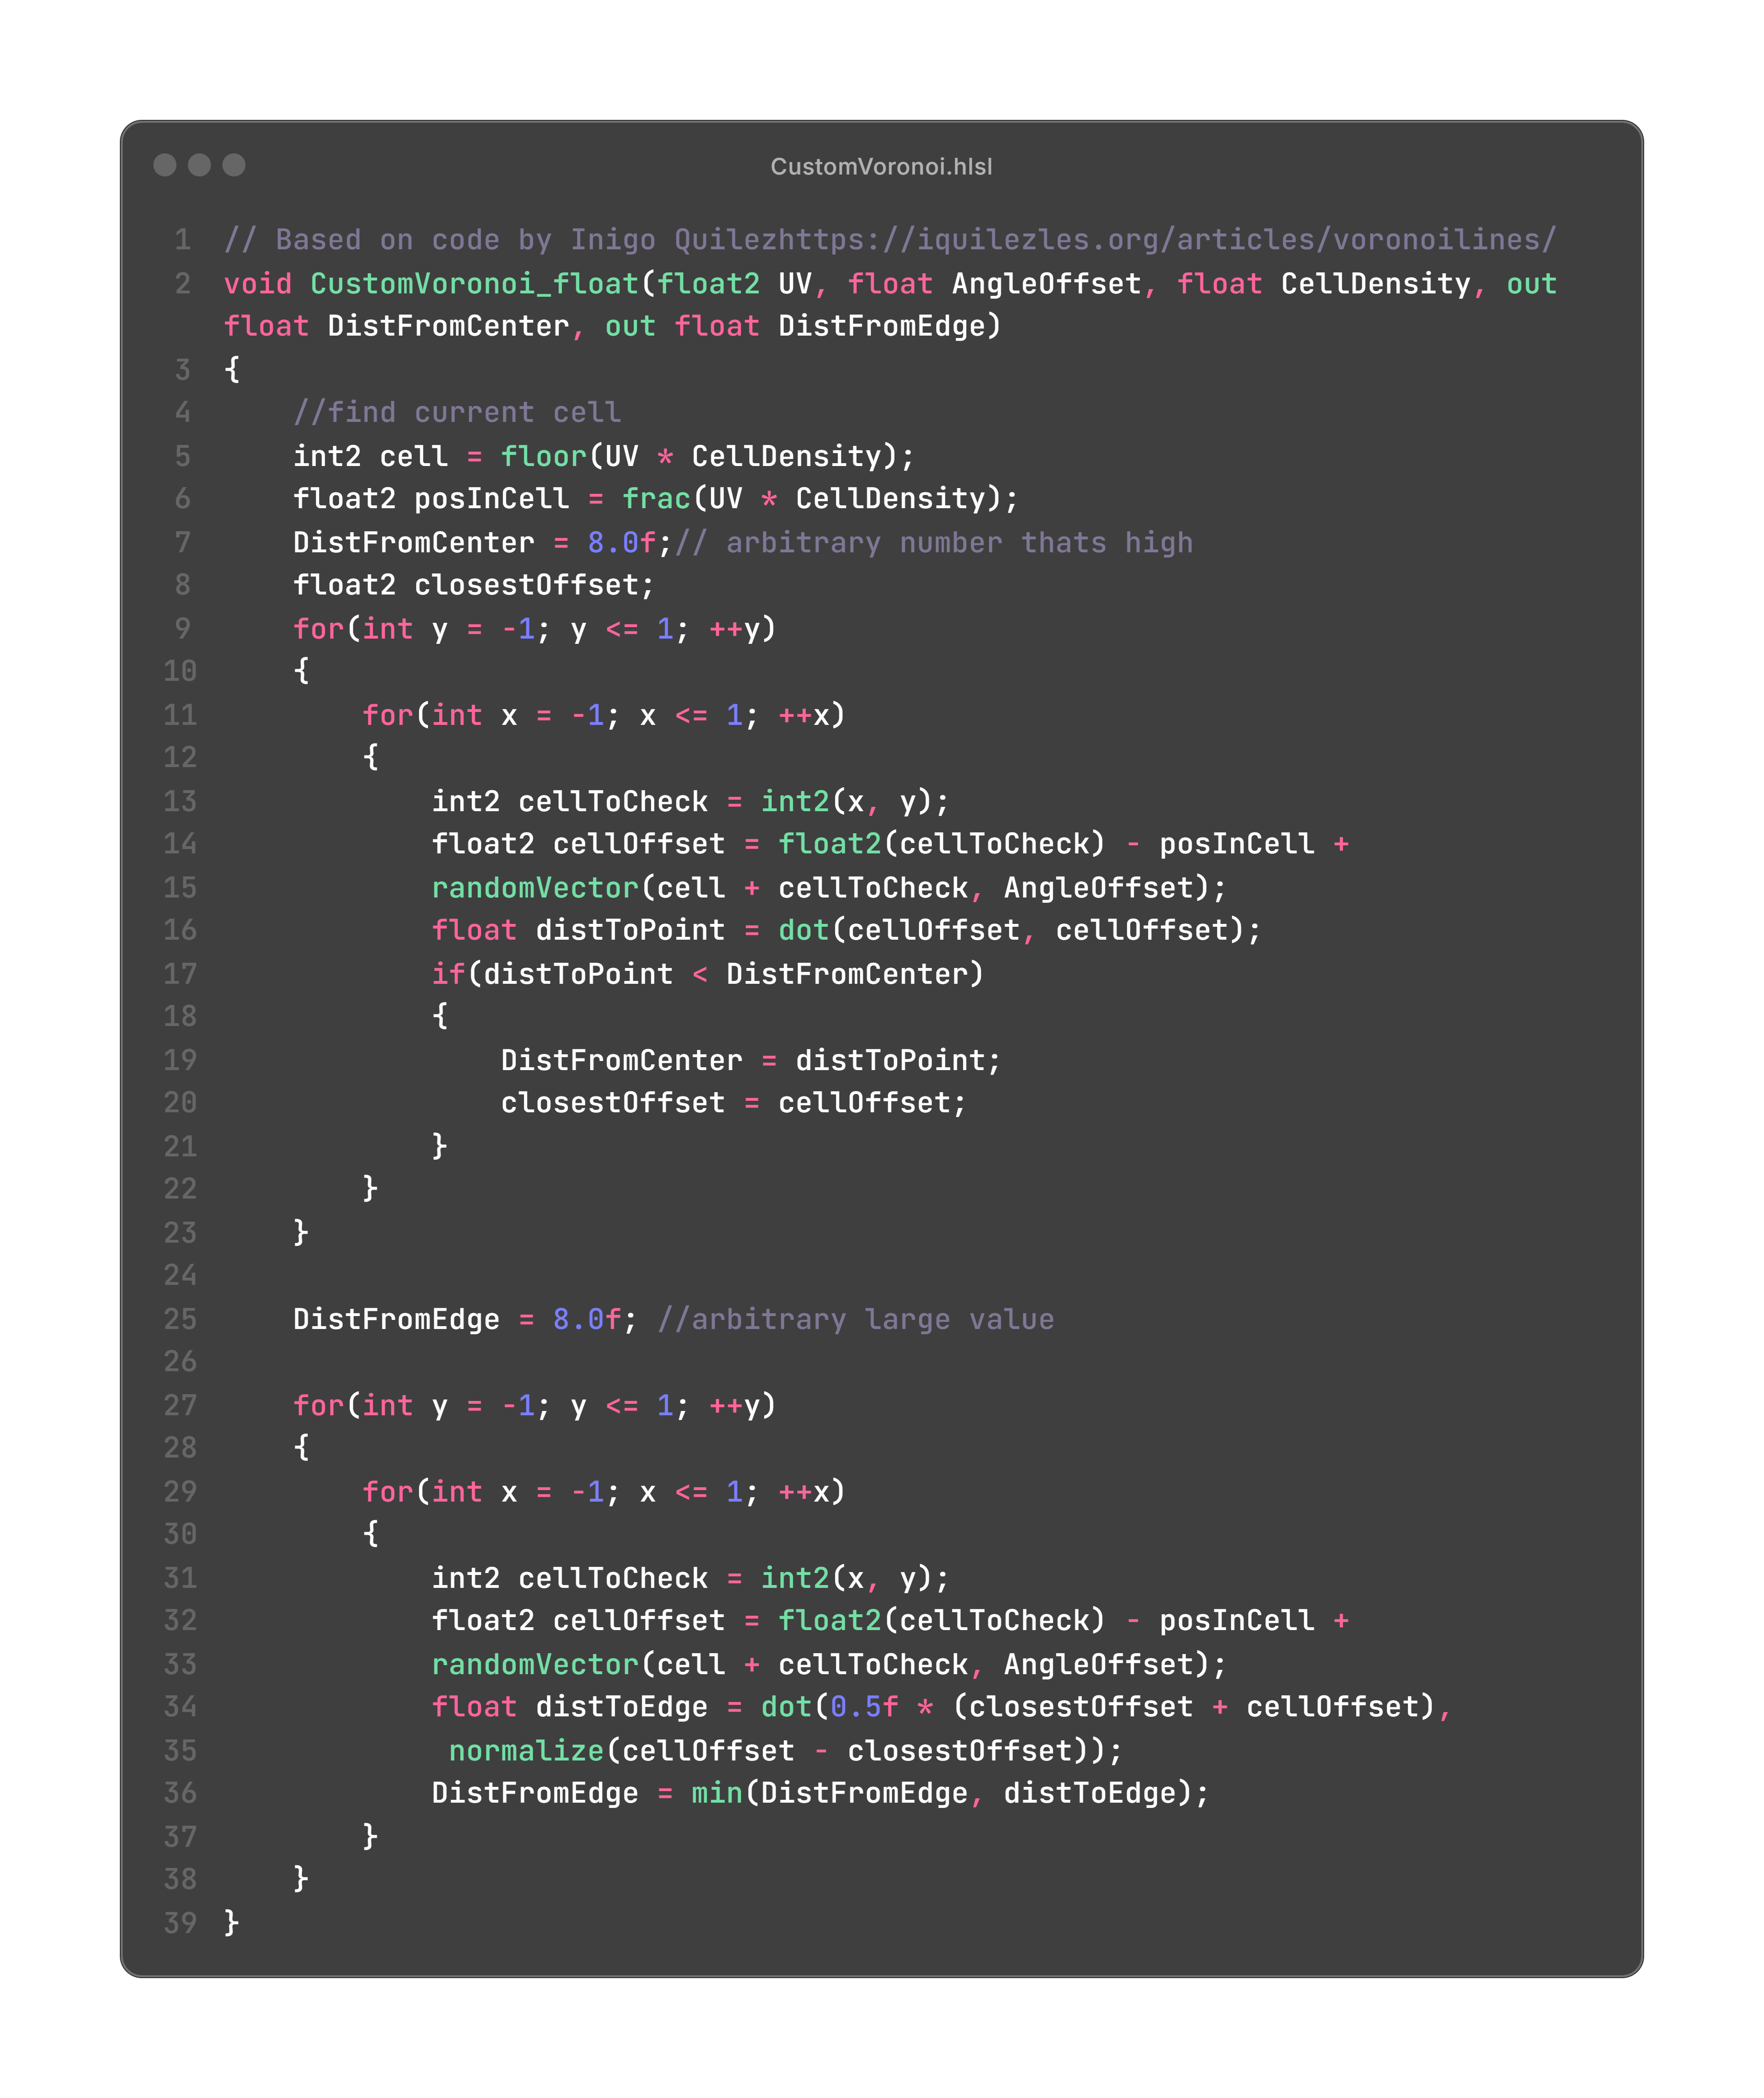 CustomVoronoi.hlsl
1 // Based on code by Inigo Quilezhttps://iquilezles.org/articles/voronoilines/
2 void CustomVoronoi_float(float2 UV, float AngleOffset, float CellDensity, out
float DistFromCenter, out float DistFromEdge)
3 {
4     //find current cell
5     int2 cell = floor(UV * CellDensity);
6     float2 posInCell = frac(UV * CellDensity);
7     DistFromCenter = 8.0f;// arbitrary number thats high
8     float2 closestOffset;
9     for(int y = -1; y <= 1; ++y)
10     {
11         for(int x = -1; x <= 1; ++x)
12         {
13             int2 cellToCheck = int2(x, y);
14             float2 cellOffset = float2(cellToCheck) - posInCell +
15             randomVector(cell + cellToCheck, AngleOffset);
16             float distToPoint = dot(cellOffset, cellOffset);
17             if(distToPoint < DistFromCenter)
18             {
19                 DistFromCenter = distToPoint;
20                 closestOffset = cellOffset;
21             }
22         }
23     }
24
25     DistFromEdge = 8.0f; //arbitrary large value
26
27     for(int y = -1; y <= 1; ++y)
28     {
29         for(int x = -1; x <= 1; ++x)
30         {
31             int2 cellToCheck = int2(x, y);
32             float2 cellOffset = float2(cellToCheck) - posInCell +
33             randomVector(cell + cellToCheck, AngleOffset);
34             float distToEdge = dot(0.5f * (closestOffset + cellOffset),
35              normalize(cellOffset - closestOffset));
36             DistFromEdge = min(DistFromEdge, distToEdge);
37         }
38     }
39 }